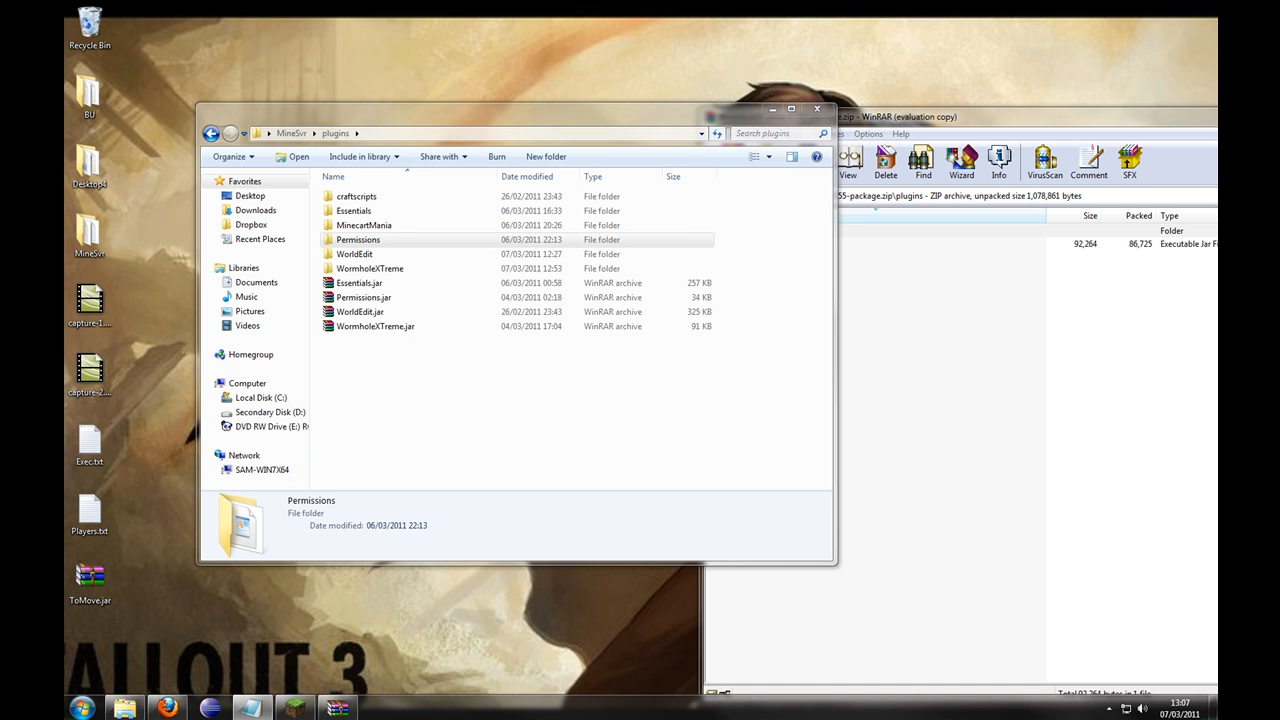 Recycle Bin
BU
Desktop4
MineSvr
capture-1....
capture-2....
Exec.txt
Players.txt
ToMove.jar
MineSvr plugins
Search plugins
Organize Open Include in library Share with Burn New folder
Name Date modified Type Size
craftscripts 26/02/2011 23:43 File folder
Essentials 06/03/2011 16:33 File folder
MinecartMania 06/03/2011 20:26 File folder
Permissions 06/03/2011 22:13 File folder
WorldEdit 07/03/2011 12:27 File folder
WormholeXTreme 07/03/2011 12:53 File folder
Essentials.jar 06/03/2011 00:58 WinRAR archive 257 KB
Permissions.jar 04/03/2011 02:18 WinRAR archive 34 KB
WorldEdit.jar 26/02/2011 23:43 WinRAR archive 325 KB
WormholeXTreme.jar 04/03/2011 17:04 WinRAR archive 91 KB
Favorites
Desktop
Downloads
Dropbox
Recent Places
Libraries
Documents
Music
Pictures
Videos
Homegroup
Computer
Local Disk (C:)
Secondary Disk (D:)
DVD RW Drive (E:)
Network
SAM-WIN7X64
Permissions
File folder
Date modified: 06/03/2011 22:13
e.zip - WinRAR (evaluation copy)
es Options Help
View Delete Find Wizard Info VirusScan Comment SFX
55-package.zip\plugins - ZIP archive, unpacked size 1,078,861 bytes
Size Packed Type
Folder
92,264 86,725 Executable Jar Fi
Total 92,264 bytes in 1 file
ALLOUT 3
13:07
07/03/2011